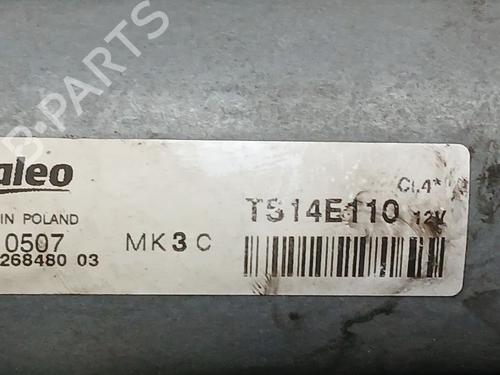 aleo
IN POLAND
0507
268480 03
MK3C
CL4*
TS14E110 12V
B-PARTS